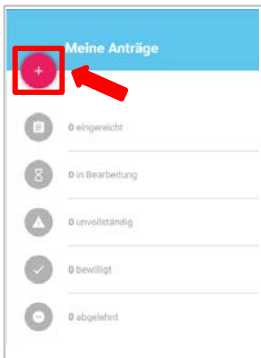 Meine Anträge
+
0 eingereicht
0 in Bearbeitung
0 unvollständig
0 bewilligt
0 abgelehnt